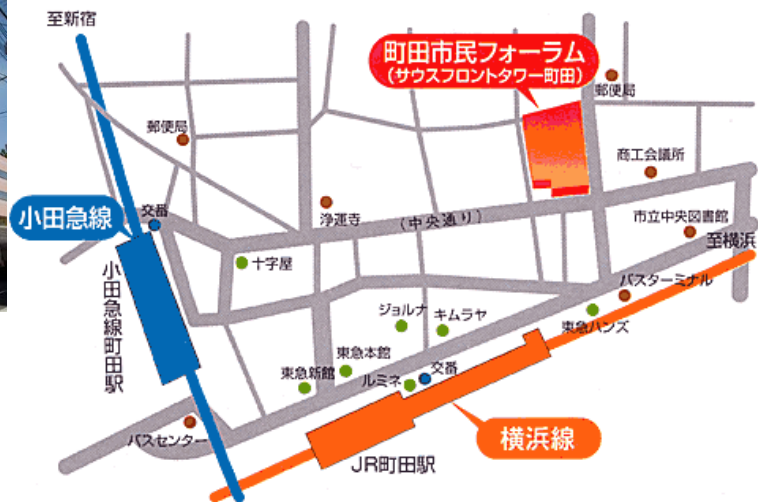 至新宿
町田市民フォーラム
(サウスフロントタワー町田)
郵便局
郵便局
商工会議所
小田急線
交番
浄運寺
(中央通り)
市立中央図書館
至横浜
十字屋
小田急線町田駅
バスターミナル
ジョルナ
キムラヤ
東急ハンズ
東急本館
交番
東急新館
ルミネ
バスセンター
横浜線
JR町田駅